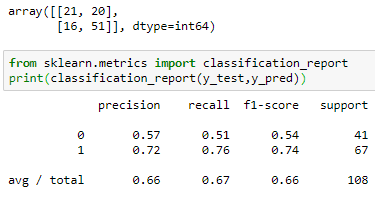 array([[21, 20],
       [16, 51]], dtype=int64)
from sklearn.metrics import classification_report
print(classification_report(y_test,y_pred))
             precision    recall  f1-score   support
          0       0.57      0.51      0.54        41
          1       0.72      0.76      0.74        67
avg / total       0.66      0.67      0.66       108